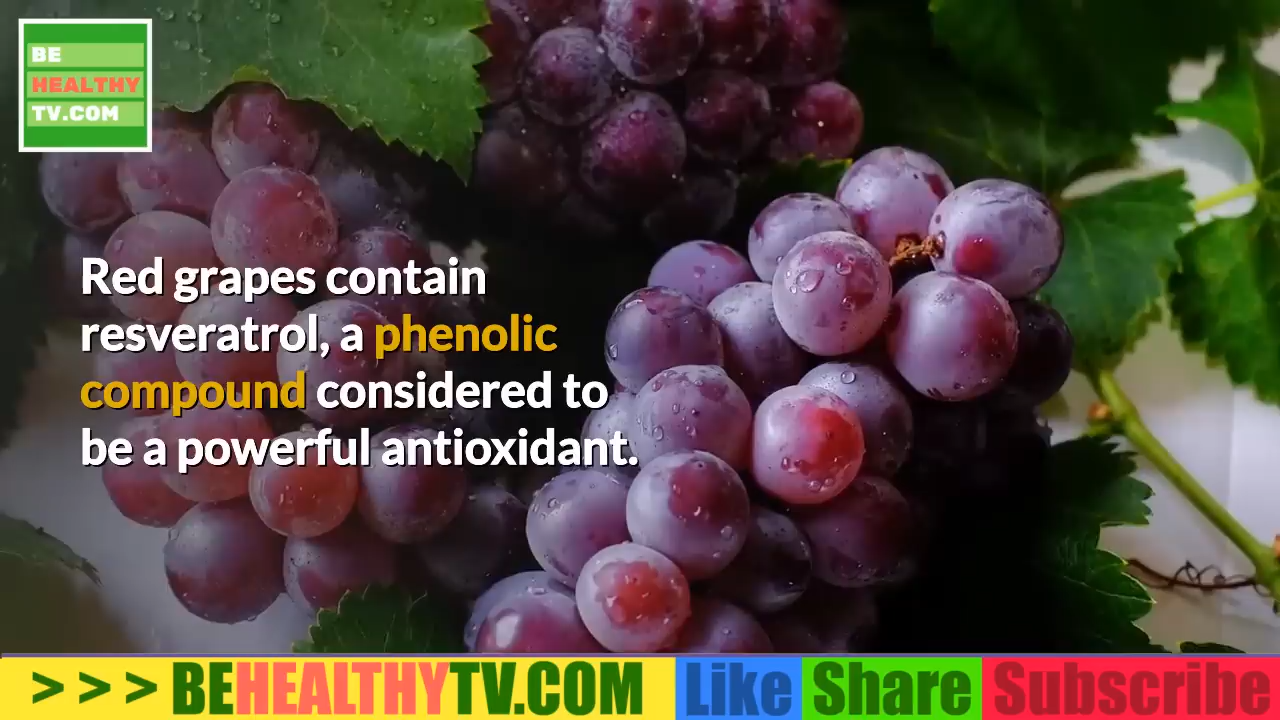 BE
HEALTHY
TV.COM
Red grapes contain
resveratrol, a phenolic
compound considered to
be a powerful antioxidant.
> > > BEHEALTHYTV.COM Like Share Subscribe